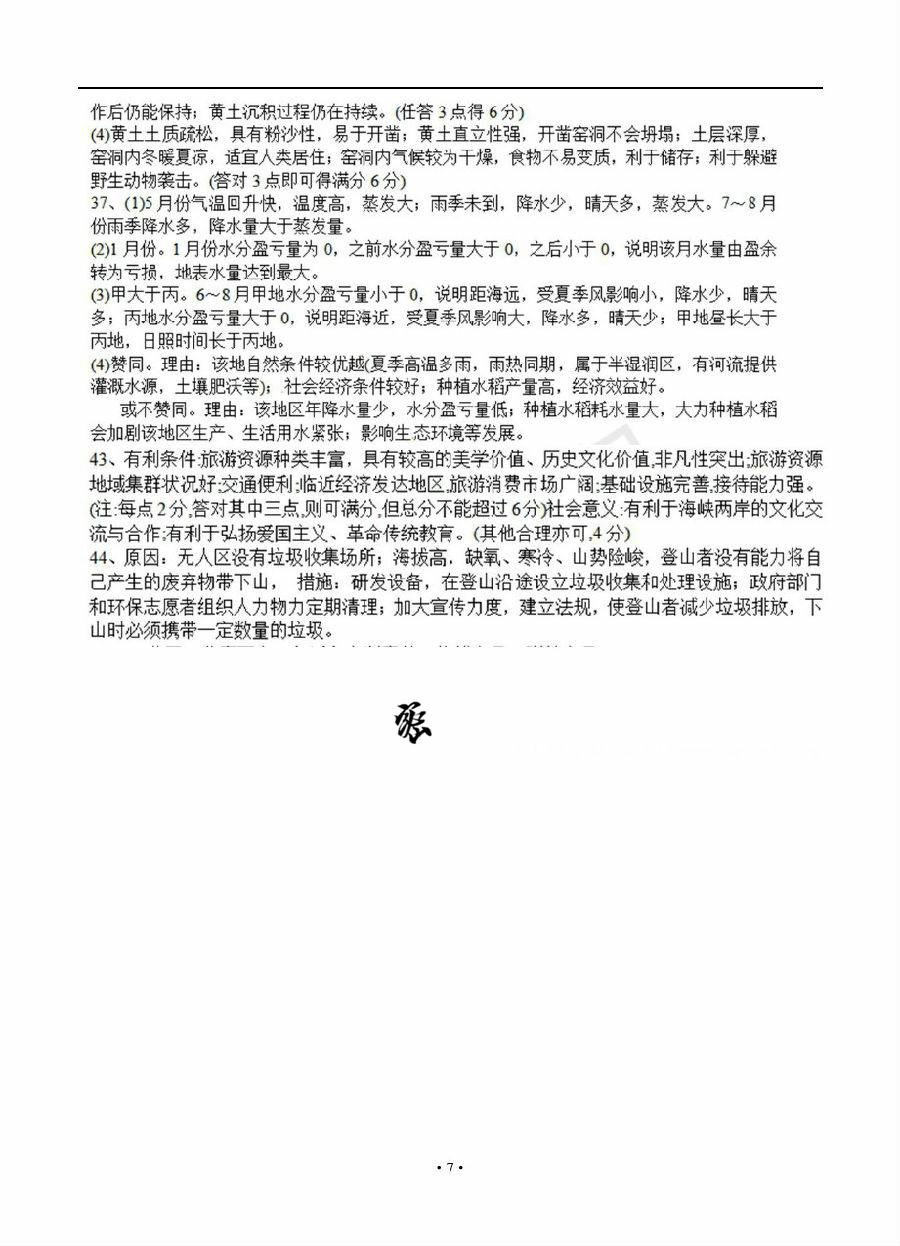 作后仍能保持；黄土沉积过程仍在持续。(任答3点得6分)
(4)黄土土质疏松，具有粉沙性，易于开凿；黄土直立性强，开凿窑洞不会坍塌；土层深厚，
窑洞内冬暖夏凉，适宜人类居住；窑洞内气候较为干燥，食物不易变质，利于储存；利于躲避
野生动物袭击。(答对3点即可得满分6分)
37、(1)5月份气温回升快，温度高，蒸发大；雨季未到，降水少，晴天多，蒸发大。7～8月
份雨季降水多，降水量大于蒸发量。
(2)1月份。1月份水分盈亏量为0，之前水分盈亏量大于0，之后小于0，说明该月水量由盈余
转为亏损，地表水量达到最大。
(3)甲大于丙。6～8月甲地水分盈亏量小于0，说明距海远，受夏季风影响小，降水少，晴天
多；丙地水分盈亏量大于0，说明距海近，受夏季风影响大，降水多，晴天少；甲地昼长大于
丙地，日照时间长于丙地。
(4)赞同。理由：该地自然条件较优越(夏季高温多雨，雨热同期，属于半湿润区，有河流提供
灌溉水源，土壤肥沃等)；社会经济条件较好；种植水稻产量高，经济效益好。
或不赞同。理由：该地区年降水量少，水分盈亏量低；种植水稻耗水量大，大力种植水稻
会加剧该地区生产、生活用水紧张；影响生态环境等发展。
43、有利条件:旅游资源种类丰富，具有较高的美学价值、历史文化价值,非凡性突出;旅游资源
地域集群状况好;交通便利;临近经济发达地区,旅游消费市场广阔;基础设施完善,接待能力强。
(注:每点2分,答对其中三点,则可满分,但总分不能超过6分)社会意义:有利于海峡两岸的文化交
流与合作;有利于弘扬爱国主义、革命传统教育。(其他合理亦可,4分)
44、原因：无人区没有垃圾收集场所；海拔高，缺氧、寒冷、山势险峻，登山者没有能力将自
己产生的废弃物带下山， 措施：研发设备，在登山沿途设立垃圾收集和处理设施；政府部门
和环保志愿者组织人力物力定期清理；加大宣传力度，建立法规，使登山者减少垃圾排放，下
山时必须携带一定数量的垃圾。
·7·